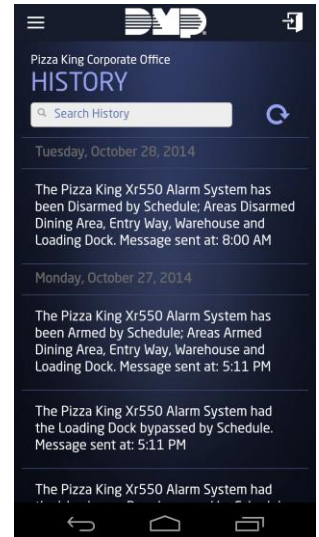 DMP
Pizza King Corporate Office
HISTORY
Search History
Tuesday, October 28, 2014
The Pizza King Xr550 Alarm System has
been Disarmed by Schedule; Areas Disarmed
Dining Area, Entry Way, Warehouse and
Loading Dock. Message sent at: 8:00 AM
Monday, October 27, 2014
The Pizza King Xr550 Alarm System has
been Armed by Schedule; Areas Armed
Dining Area, Entry Way, Warehouse and
Loading Dock. Message sent at: 5:11 PM
The Pizza King Xr550 Alarm System had
the Loading Dock bypassed by Schedule.
Message sent at: 5:11 PM
The Pizza King Xr550 Alarm System had